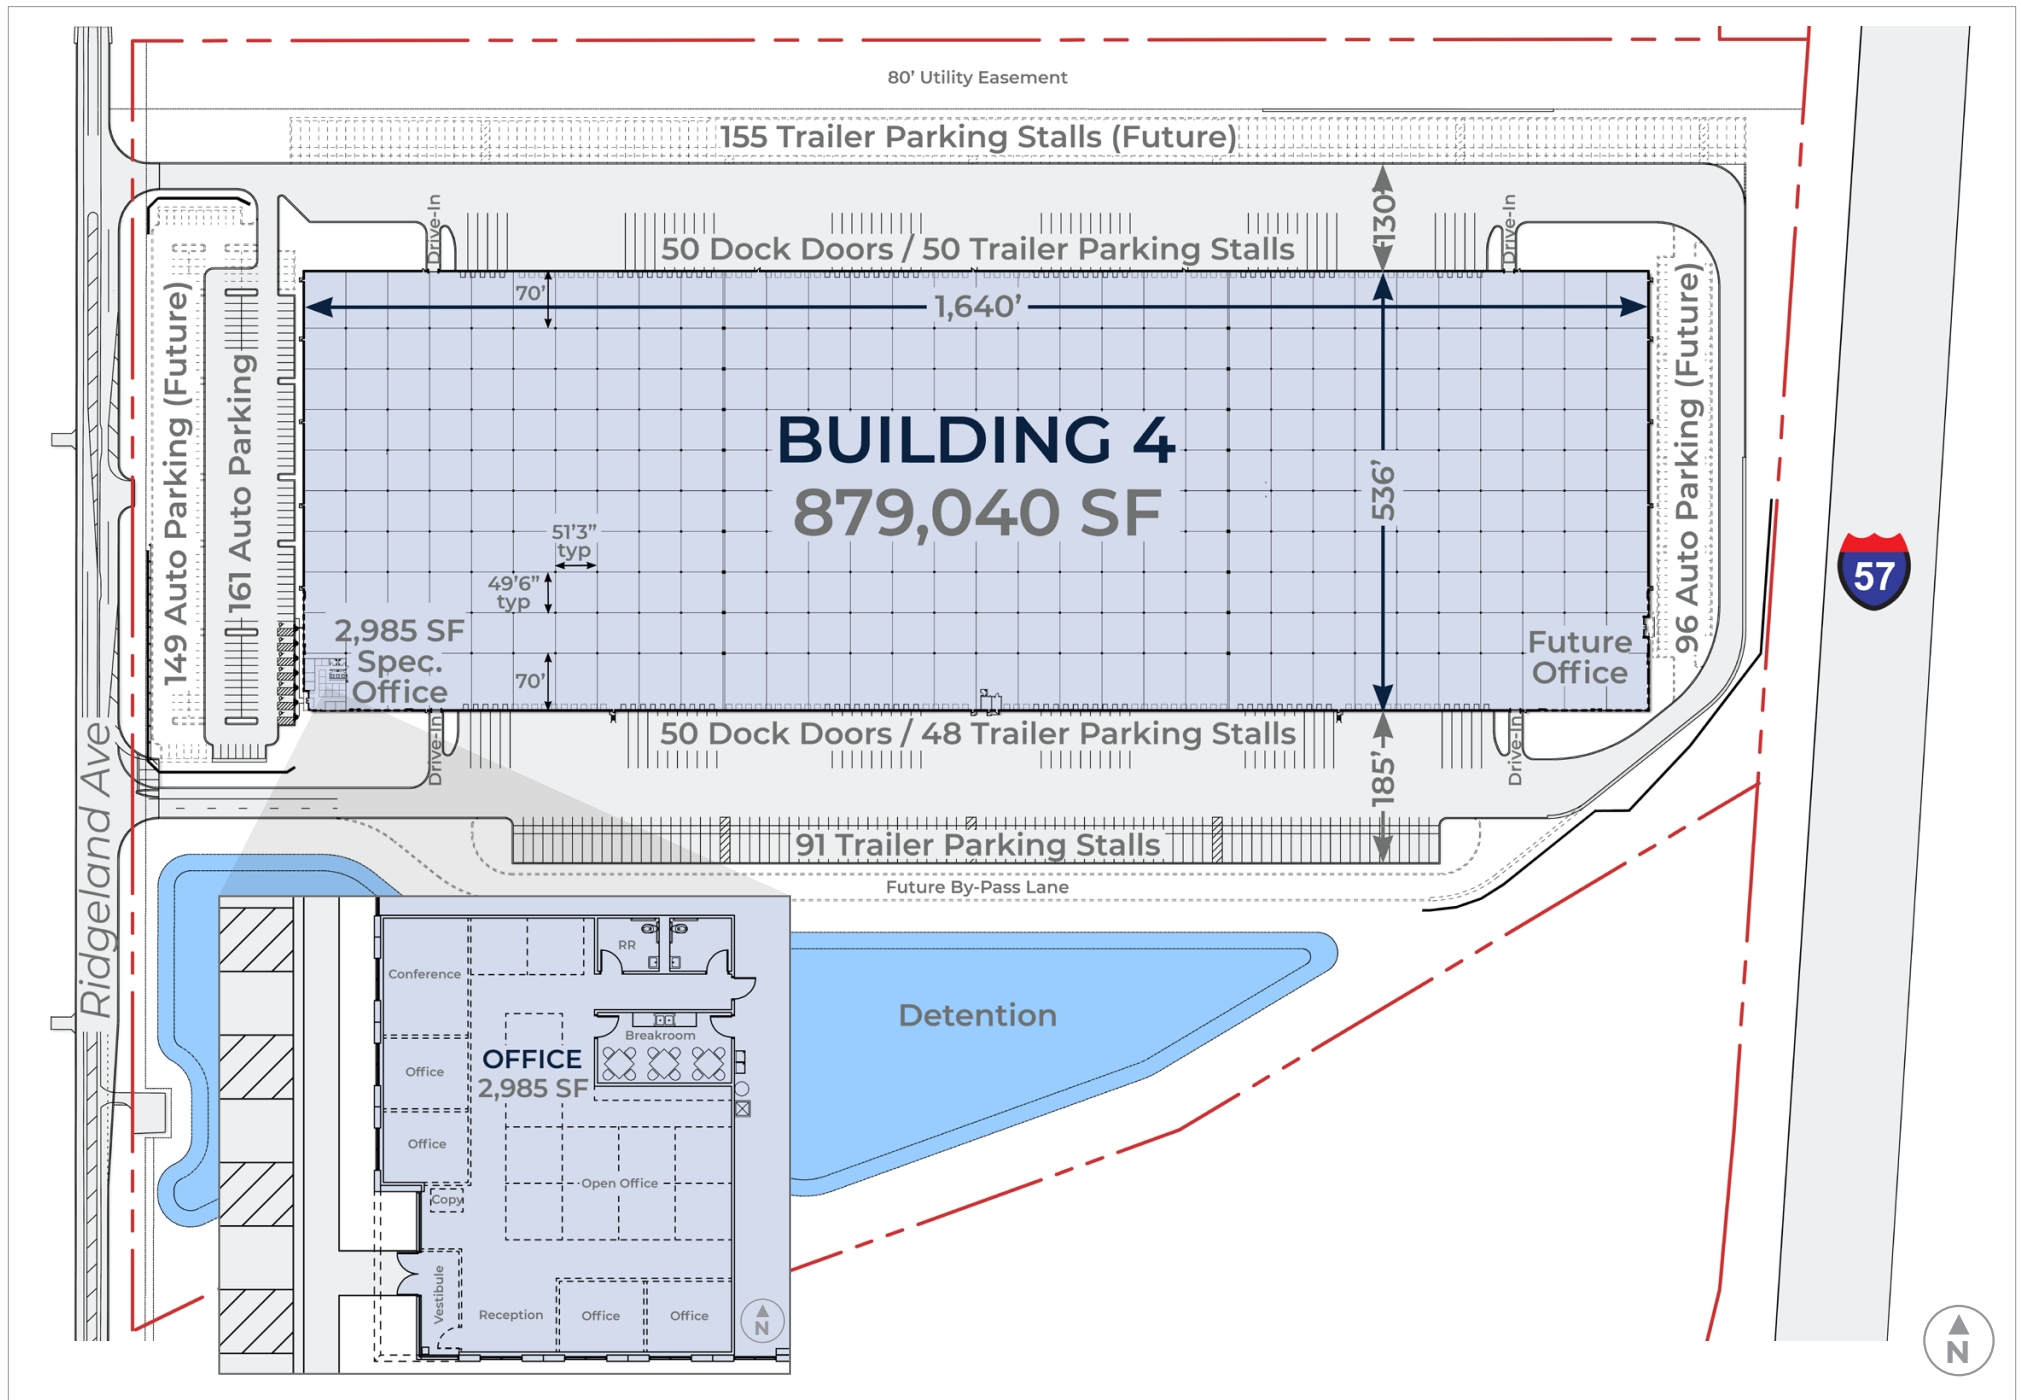 80’ Utility Easement
155 Trailer Parking Stalls (Future)
130’
Drive-In
Drive-In
50 Dock Doors / 50 Trailer Parking Stalls
70’
1,640’
149 Auto Parking (Future)
161 Auto Parking
96 Auto Parking (Future)
BUILDING 4
879,040 SF
536’
51’3”
typ
49’6”
typ
57
2,985 SF
Spec.
Office
70’
Future
Office
Drive-In
50 Dock Doors / 48 Trailer Parking Stalls
Drive-In
185’
91 Trailer Parking Stalls
Future By-Pass Lane
Ridgeland Ave
Conference
RR
Breakroom
OFFICE
2,985 SF
Office
Office
Copy
Open Office
Vestibule
Reception
Office
Office
N
Detention
N